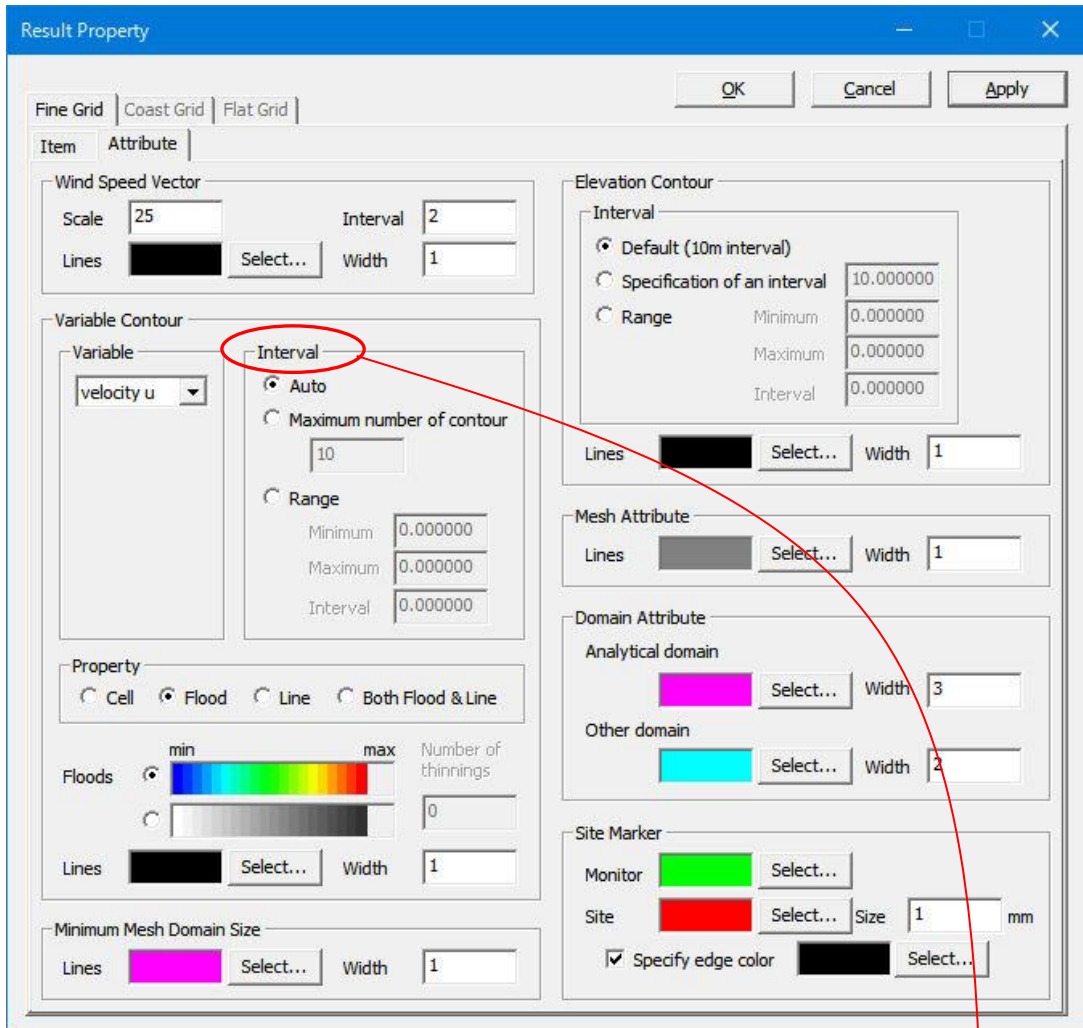 Result Property
OK Cancel Apply
Fine Grid Coast Grid Flat Grid
Item Attribute
Wind Speed Vector
Scale 25 Interval 2
Lines Select... Width 1
Variable Contour
Variable
velocity u
Interval
Auto
Maximum number of contour
10
Range
Minimum 0.000000
Maximum 0.000000
Interval 0.000000
Property
Cell Flood Line Both Flood & Line
min max Number of thinnings
Floods
0
Lines Select... Width 1
Minimum Mesh Domain Size
Lines Select... Width 1
Elevation Contour
Interval
Default (10m interval)
Specification of an interval 10.000000
Range Minimum 0.000000
Maximum 0.000000
Interval 0.000000
Lines Select... Width 1
Mesh Attribute
Lines Select... Width 1
Domain Attribute
Analytical domain
Select... Width 3
Other domain
Select... Width 2
Site Marker
Monitor Select...
Site Select... Size 1 mm
Specify edge color Select...